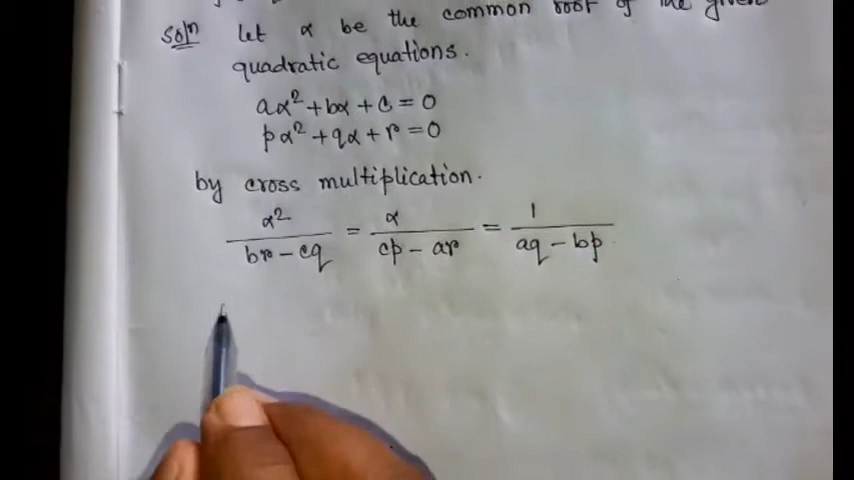 Soln Let α be the common root of the given
quadratic equations.
aα² + bα + c = 0
pα² + qα + r = 0
by cross multiplication.
α²/(br - cq) = α/(cp - ar) = 1/(aq - bp)